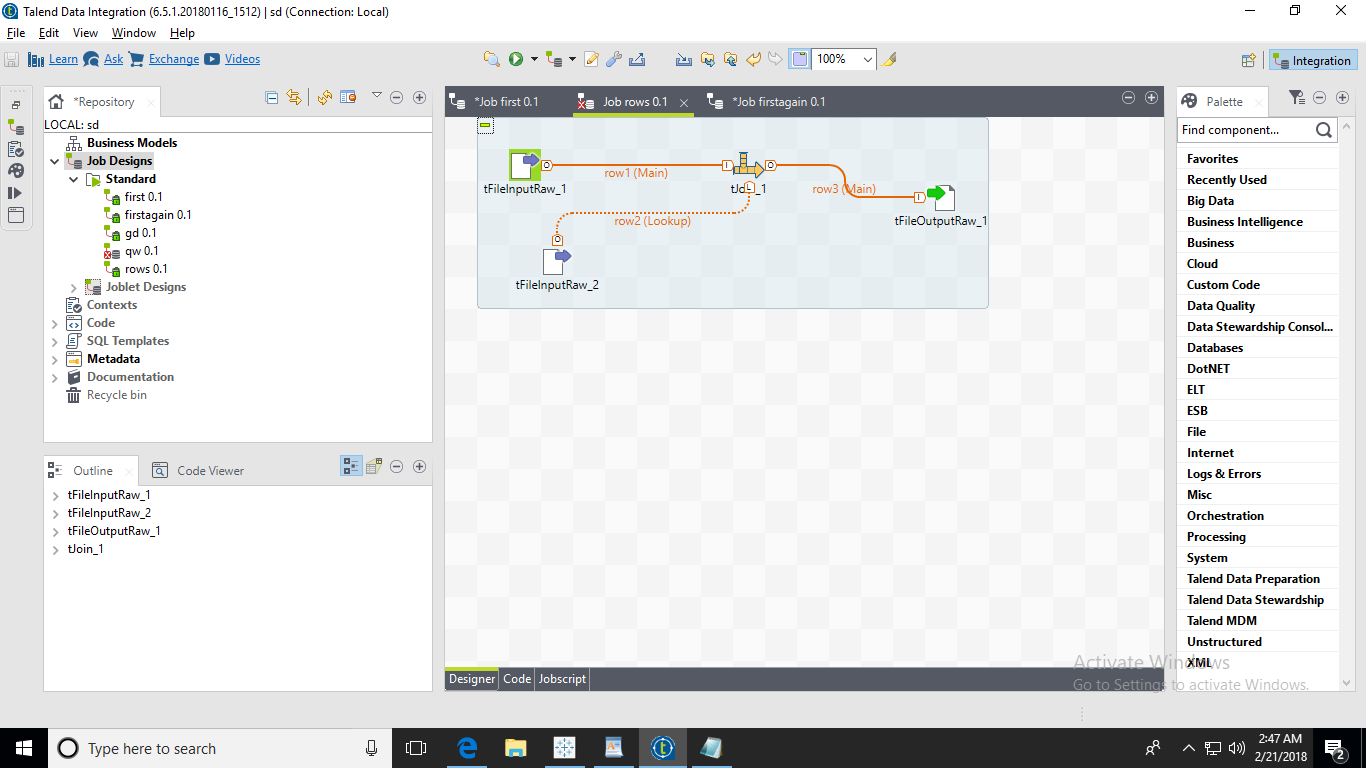 Talend Data Integration (6.5.1.20180116_1512) | sd (Connection: Local)
File Edit View Window Help
Learn Ask Exchange Videos
100%
Integration
*Repository
LOCAL: sd
Business Models
Job Designs
Standard
first 0.1
firstagain 0.1
gd 0.1
qw 0.1
rows 0.1
Joblet Designs
Contexts
Code
SQL Templates
Metadata
Documentation
Recycle bin
Outline
Code Viewer
tFileInputRaw_1
tFileInputRaw_2
tFileOutputRaw_1
tJoin_1
*Job first 0.1
Job rows 0.1
*Job firstagain 0.1
O
row1 (Main)
I
O
tFileInputRaw_1
L
row3 (Main)
I
row2 (Lookup)
tFileOutputRaw_1
O
tFileInputRaw_2
Designer
Code
Jobscript
Palette
Find component...
Favorites
Recently Used
Big Data
Business Intelligence
Business
Cloud
Custom Code
Data Quality
Data Stewardship Consol...
Databases
DotNET
ELT
ESB
File
Internet
Logs & Errors
Misc
Orchestration
Processing
System
Talend Data Preparation
Talend Data Stewardship
Talend MDM
Unstructured
XML
Activate Windows
Go to Settings to activate Windows.
Type here to search
2:47 AM
2/21/2018
2